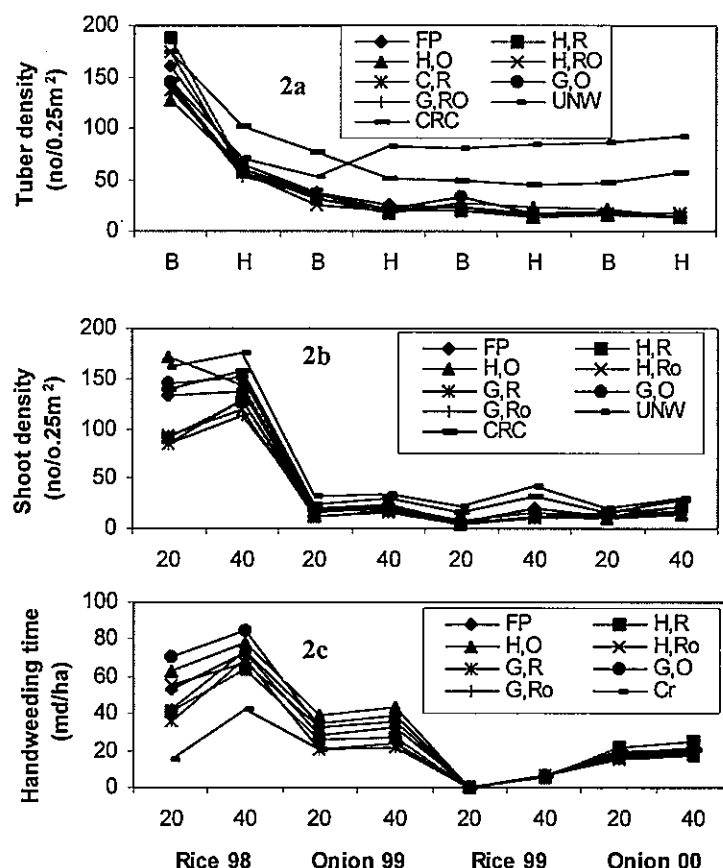 2a
Tuber density
(no/0.25m²)
200
150
100
50
0
FP H,R
H,O H,RO
C,R G,O
G,RO UNW
CRC
B H B H B H B H
2b
Shoot density
(no/o.25m²)
200
150
100
50
0
FP H,R
H,O H,Ro
G,R G,O
G,Ro UNW
CRC
20 40 20 40 20 40 20 40
2c
Handweeding time
(md/ha)
100
80
60
40
20
0
FP H,R
H,O H,Ro
G,R G,O
G,Ro Cr
20 40 20 40 20 40 20 40
Rice 98 Onion 99 Rice 99 Onion 00